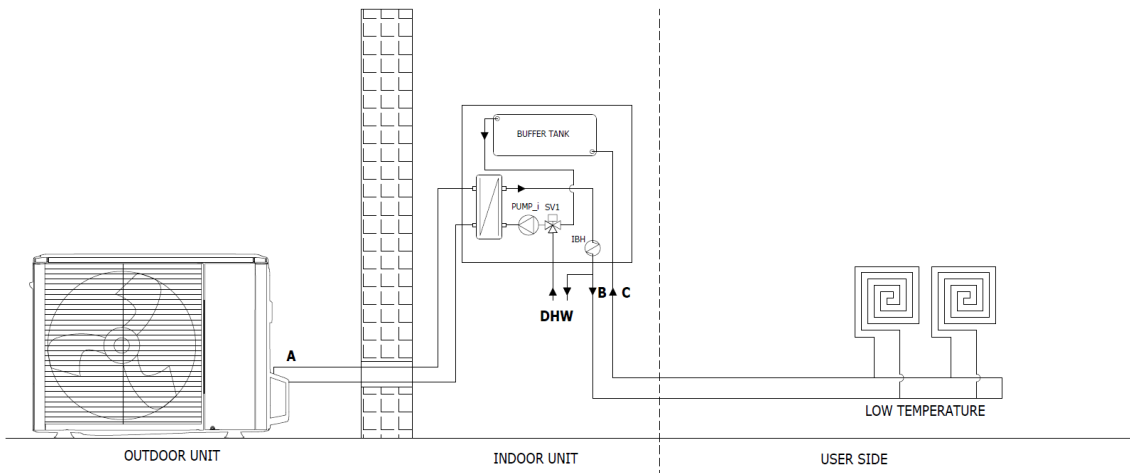 BUFFER TANK
PUMP_i SV1
IBH
B C
DHW
A
LOW TEMPERATURE
OUTDOOR UNIT
INDOOR UNIT
USER SIDE